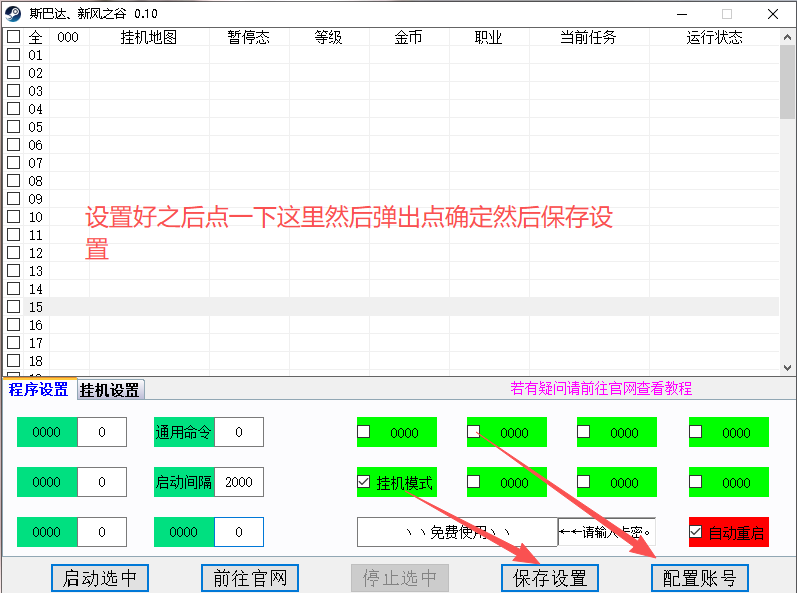 斯巴达、新风之谷 0.10
全 000 挂机地图 暂停态 等级 金币 职业 当前任务 运行状态
01
02
03
04
05
06
07
08
09
10
11
12
13
14
15
16
17
18
设置好之后点一下这里然后弹出点确定然后保存设
置
程序设置 挂机设置 若有疑问请前往官网查看教程
0000 0 通用命令 0 0000 0000 0000 0000
0000 0 启动间隔 2000 挂机模式 0000 0000 0000
0000 0 0000 0 丶丶免费使用丶丶 ←←请输入卡密。 自动重启
启动选中 前往官网 停止选中 保存设置 配置账号